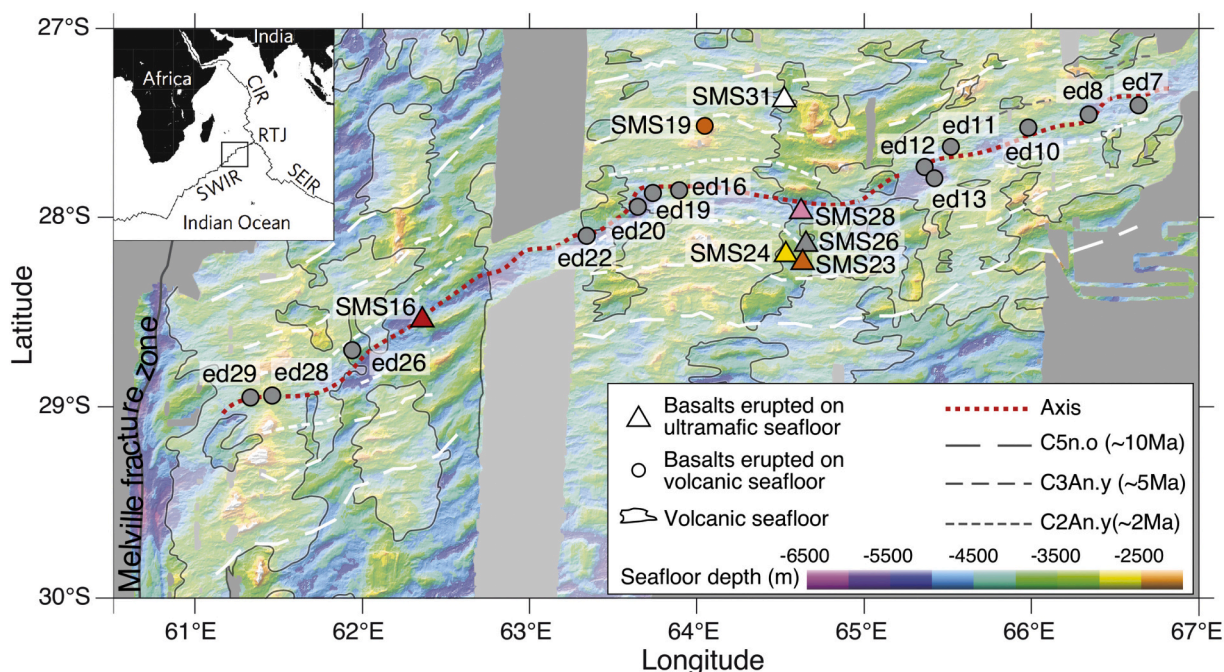 27°S
28°S
29°S
30°S
Latitude
India
Africa
CIR
RTJ
SWIR
SEIR
Indian Ocean
SMS31
SMS19
ed8
ed7
ed11
ed12
ed10
ed16
ed13
ed19
SMS28
ed20
SMS26
ed22
SMS24
SMS23
SMS16
ed26
ed29
ed28
Melville fracture zone
Basalts erupted on
ultramafic seafloor
Basalts erupted on
volcanic seafloor
Volcanic seafloor
Axis
C5n.o (~10Ma)
C3An.y (~5Ma)
C2An.y(~2Ma)
-6500
-5500
-4500
-3500
-2500
Seafloor depth (m)
61°E
62°E
63°E
64°E
65°E
66°E
67°E
Longitude